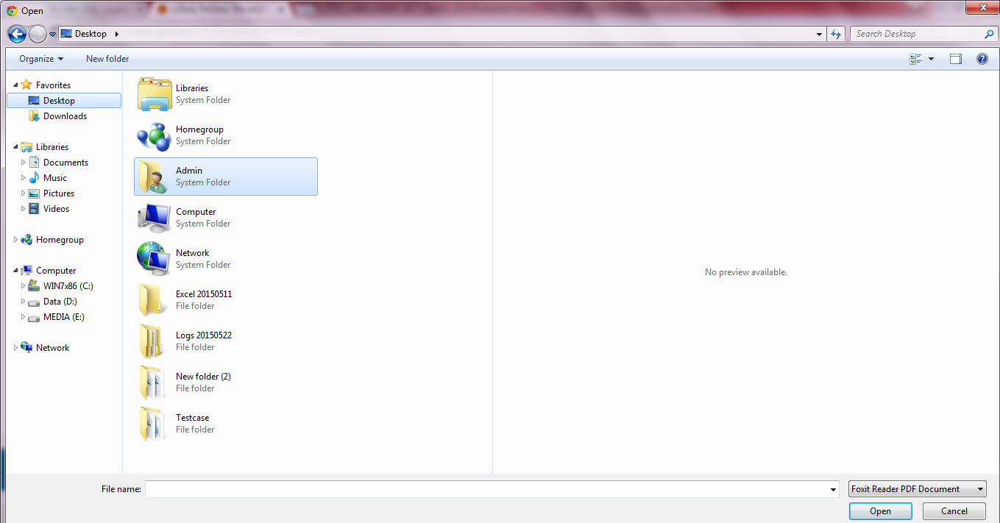 Open
Desktop
Search Desktop
Organize
New folder
Favorites
Desktop
Downloads
Libraries
Documents
Music
Pictures
Videos
Homegroup
Computer
WIN7x86 (C:)
Data (D:)
MEDIA (E:)
Network
Libraries
System Folder
Homegroup
System Folder
Admin
System Folder
Computer
System Folder
Network
System Folder
Excel 20150511
File folder
Logs 20150522
File folder
New folder (2)
File folder
Testcase
File folder
No preview available.
File name:
Foxit Reader PDF Document
Open
Cancel